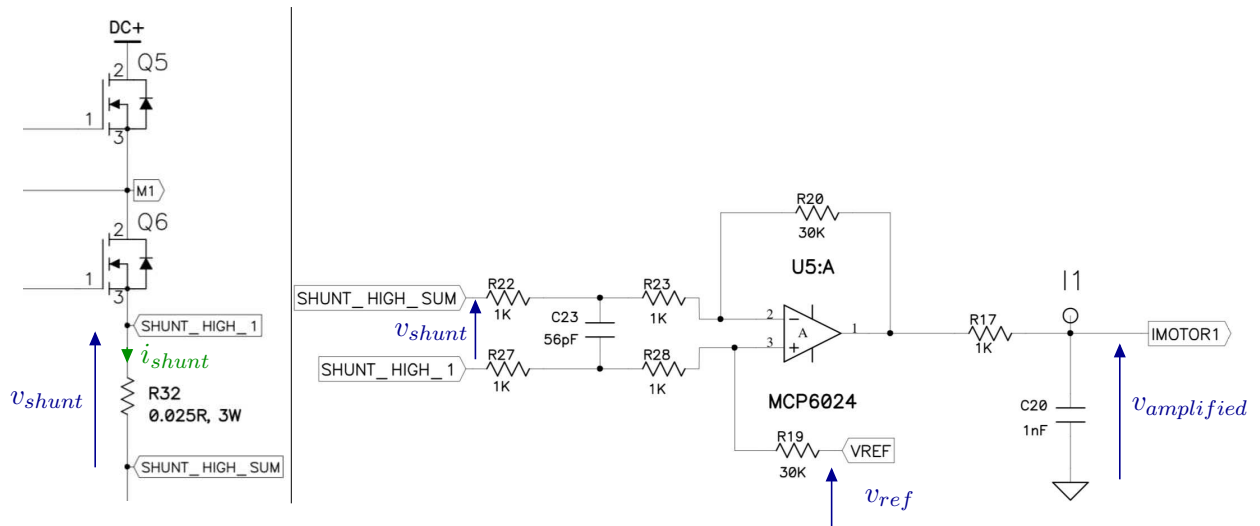 DC+
Q5
2
1
3
M1
Q6
2
1
3
SHUNT_HIGH_1
i_shunt
v_shunt
R32
0.025R, 3W
SHUNT_HIGH_SUM
SHUNT_HIGH_SUM
R22
1K
R23
1K
v_shunt
C23
56pF
SHUNT_HIGH_1
R27
1K
R28
1K
R20
30K
U5:A
2
3
A
1
MCP6024
R19
30K
VREF
v_ref
R17
1K
I1
IMOTOR1
C20
1nF
v_amplified